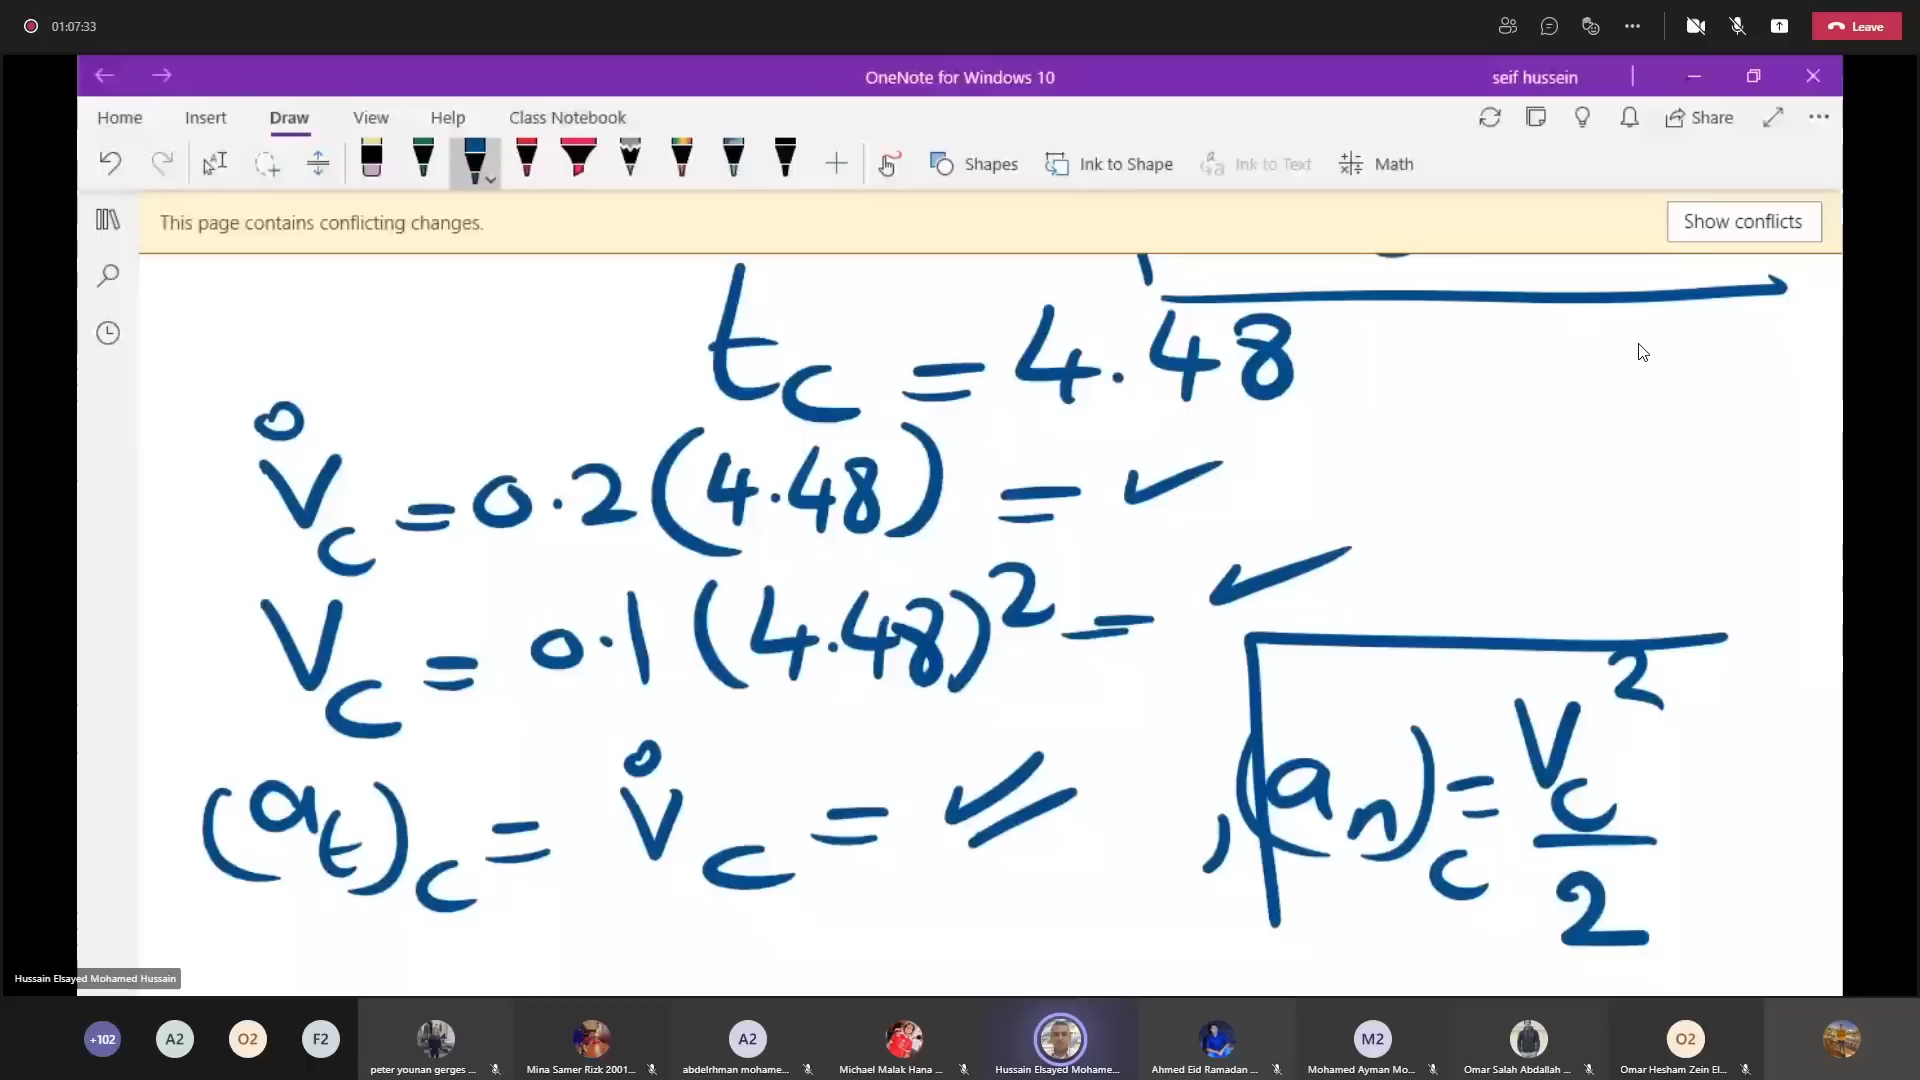 01:07:33
Leave
OneNote for Windows 10
seif hussein
Home Insert Draw View Help Class Notebook
Share
Shapes Ink to Shape Ink to Text Math
This page contains conflicting changes.
Show conflicts
tc = 4.48
V̊c = 0.2(4.48) = ✓
Vc = 0.1(4.48)² = ✓
(at)c = V̊c = ✓
, (an)c = Vc²/2
Hussain Elsayed Mohamed Hussain
+102 A2 O2 F2 A2 M2 O2
peter younan gerges ... Mina Samer Rizk 2001... abdelrhman mohame... Michael Malak Hana ... Hussain Elsayed Mohame... Ahmed Eid Ramadan ... Mohamed Ayman Mo... Omar Salah Abdallah ... Omar Hesham Zein El...